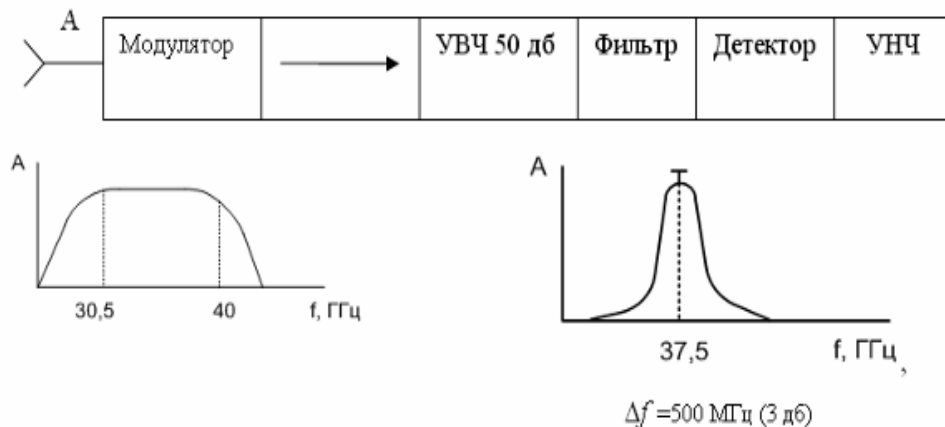 А
Модулятор УВЧ 50 дб Фильтр Детектор УНЧ
А
30,5 40 f, ГГц
А
37,5 f, ГГц ,
Δf =500 МГц (3 дб)